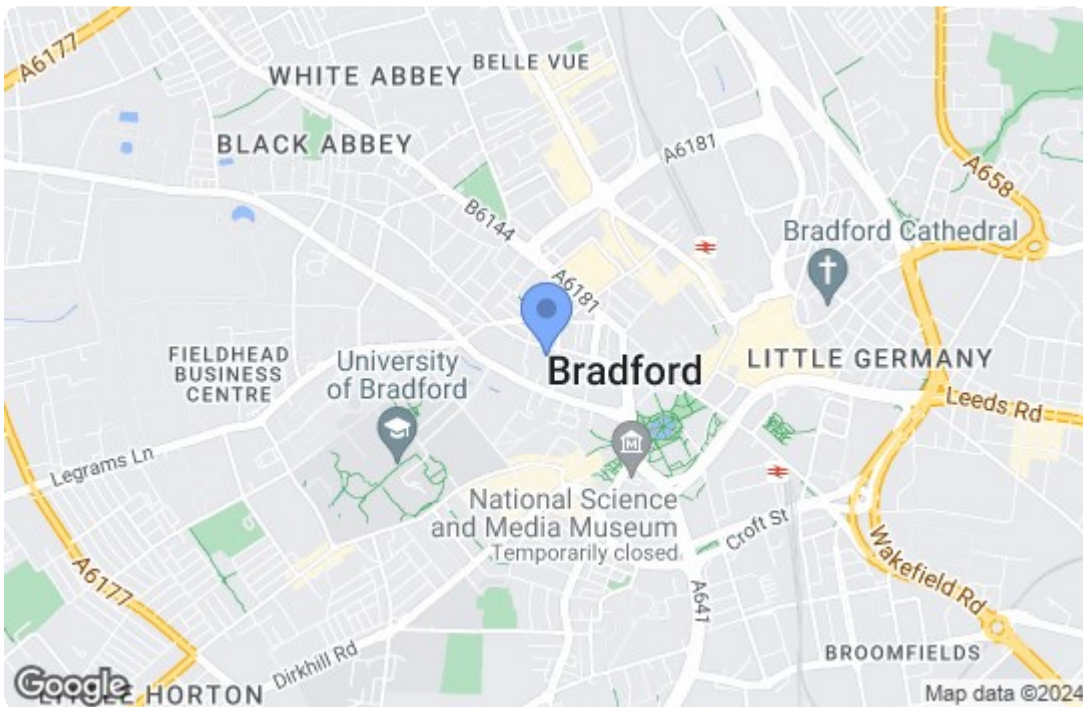 A6177
WHITE ABBEY
BELLE VUE
BLACK ABBEY
A6181
A658
B6144
Bradford Cathedral
A6181
FIELDHEAD
BUSINESS
CENTRE
University
of Bradford
Bradford
LITTLE GERMANY
Leeds Rd
Legrams Ln
National Science
and Media Museum
Temporarily closed
Croft St
Wakefield Rd
A6177
A641
Dirkhill Rd
BROOMFIELDS
LITTLE HORTON
Google
Map data ©2024